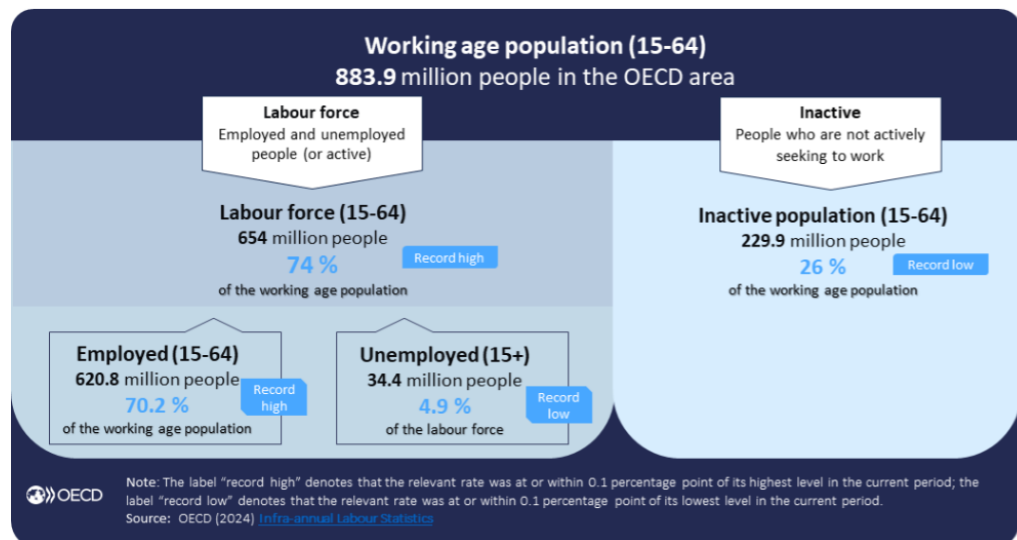 Working age population (15-64)
883.9 million people in the OECD area
Labour force
Employed and unemployed
people (or active)
Inactive
People who are not actively
seeking to work
Labour force (15-64)
654 million people
74 %
Record high
of the working age population
Inactive population (15-64)
229.9 million people
26 %
Record low
of the working age population
Employed (15-64)
620.8 million people
70.2 %
Record
high
of the working age population
Unemployed (15+)
34.4 million people
4.9 %
Record
low
of the labour force
OECD
Note: The label “record high” denotes that the relevant rate was at or within 0.1 percentage point of its highest level in the current period; the
label “record low” denotes that the relevant rate was at or within 0.1 percentage point of its lowest level in the current period.
Source: OECD (2024) Infra-annual Labour Statistics